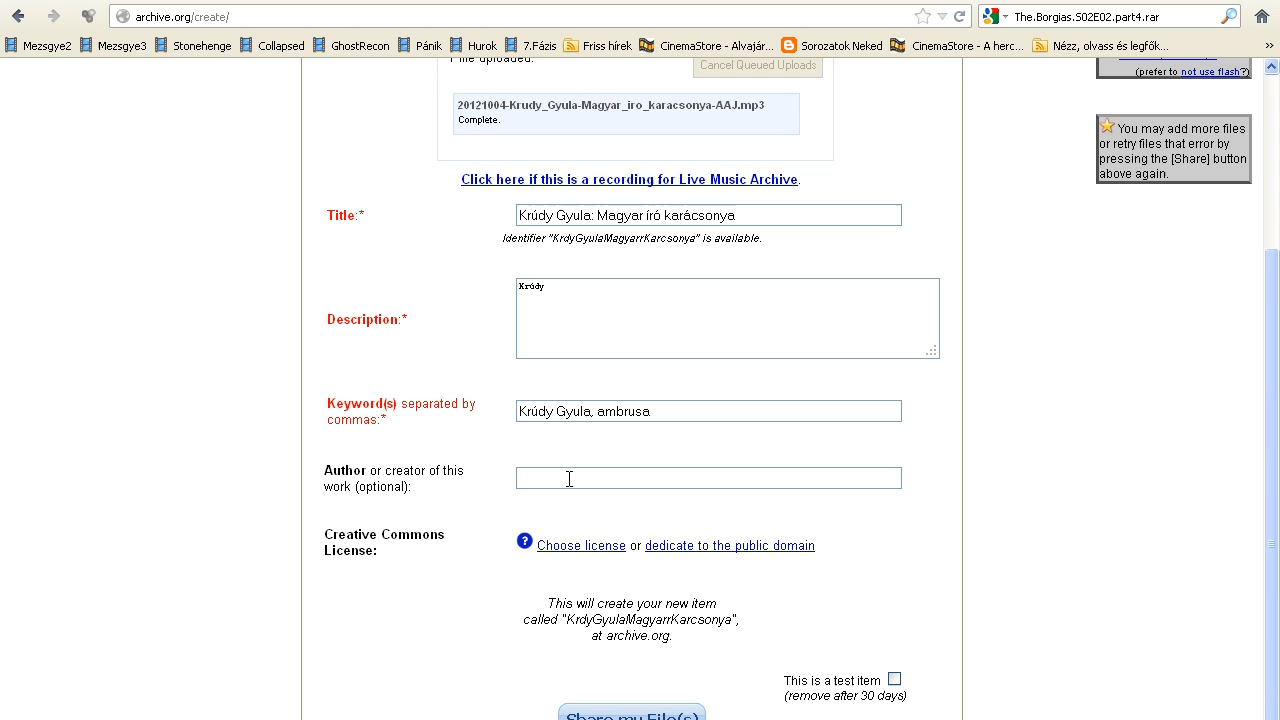 archive.org/create/
The.Borgias.S02E02.part4.rar
Mezsgye2 Mezsgye3 Stonehenge Collapsed GhostRecon Pánik Hurok 7.Fázis Friss hírek CinemaStore - Alvajár... Sorozatok Neked CinemaStore - A herc... Nézz, olvass és legfők... »
uploaded.
Cancel Queued Uploads
(prefer to not use flash?)
20121004-Krudy_Gyula-Magyar_iro_karacsonya-AAJ.mp3
Complete.
You may add more files
or retry files that error by
pressing the [Share] button
above again.
Click here if this is a recording for Live Music Archive.
Title:*
Krúdy Gyula: Magyar író karácsonya
Identifier "KrdyGyulaMagyarrKarcsonya" is available.
Description:*
Krúdy
Keyword(s) separated by
commas:*
Krúdy Gyula, ambrusa
Author or creator of this
work (optional):
Creative Commons
License:
? Choose license or dedicate to the public domain
This will create your new item
called "KrdyGyulaMagyarrKarcsonya",
at archive.org.
This is a test item
(remove after 30 days)
Share my File(s)